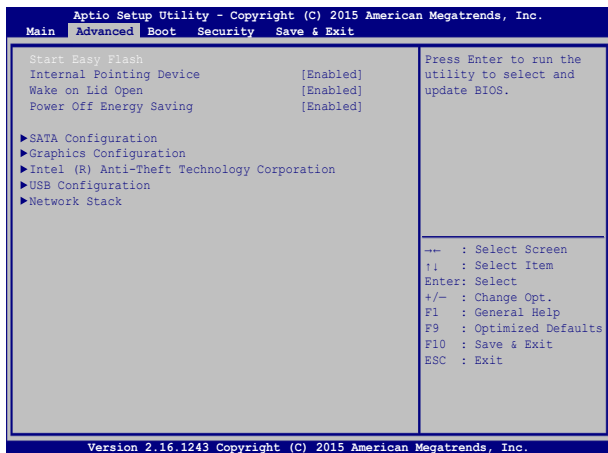 Aptio Setup Utility - Copyright (C) 2015 American Megatrends, Inc.
Main Advanced Boot Security Save & Exit
Start Easy Flash
Internal Pointing Device [Enabled]
Wake on Lid Open [Enabled]
Power Off Energy Saving [Enabled]
▶SATA Configuration
▶Graphics Configuration
▶Intel (R) Anti-Theft Technology Corporation
▶USB Configuration
▶Network Stack
Press Enter to run the
utility to select and
update BIOS.
→← : Select Screen
↑↓ : Select Item
Enter: Select
+/— : Change Opt.
F1 : General Help
F9 : Optimized Defaults
F10 : Save & Exit
ESC : Exit
Version 2.16.1243 Copyright (C) 2015 American Megatrends, Inc.